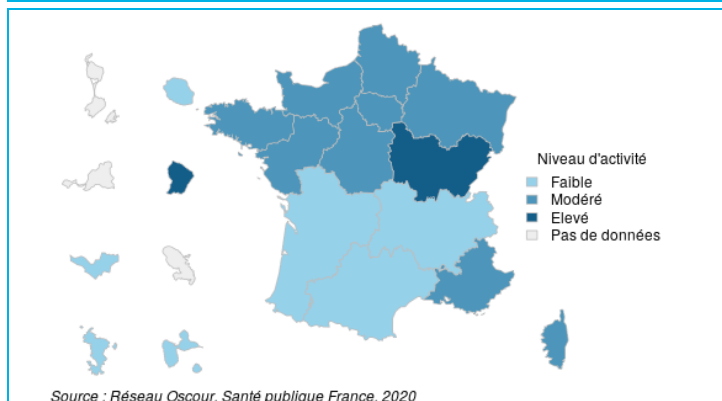 Niveau d'activité
Faible
Modéré
Elevé
Pas de données
Source : Réseau Oscour, Santé publique France, 2020